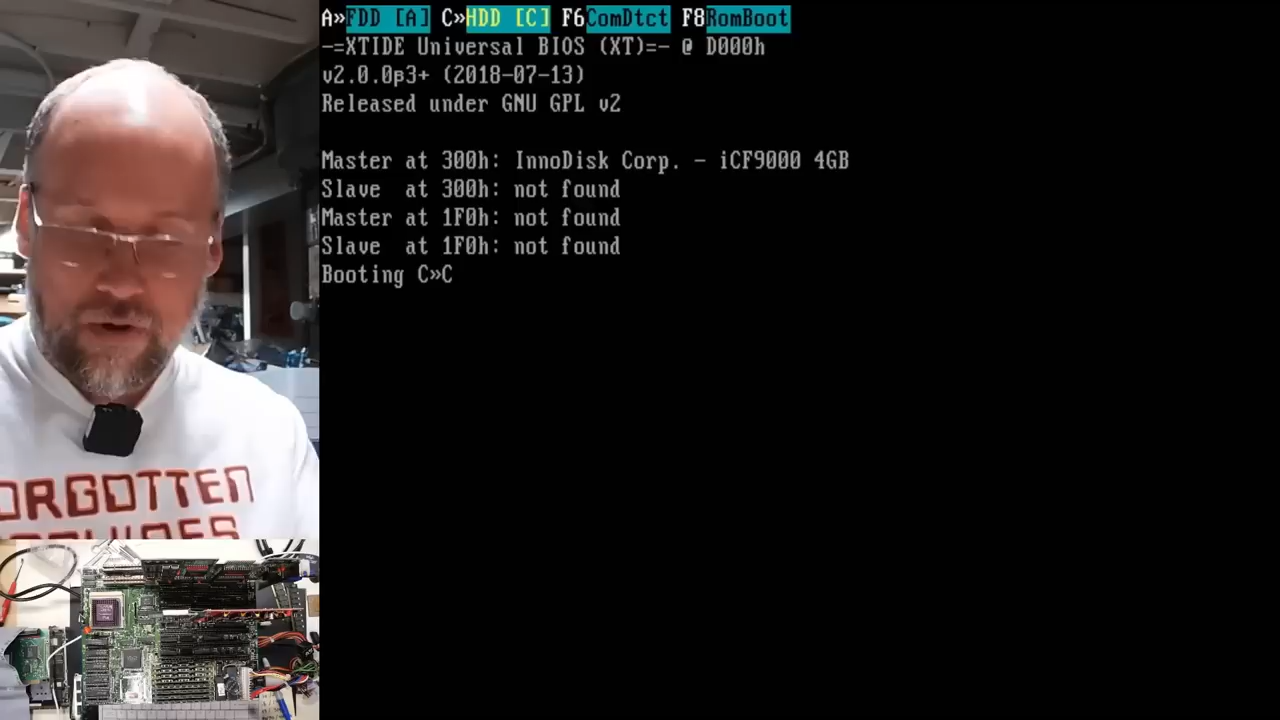 A»FDD [A] C»HDD [C] F6ComDtct F8RomBoot
-=XTIDE Universal BIOS (XT)=- @ D000h
v2.0.0β3+ (2018-07-13)
Released under GNU GPL v2
Master at 300h: InnoDisk Corp. - iCF9000 4GB
Slave  at 300h: not found
Master at 1F0h: not found
Slave  at 1F0h: not found
Booting C»C
ORGOTTEN